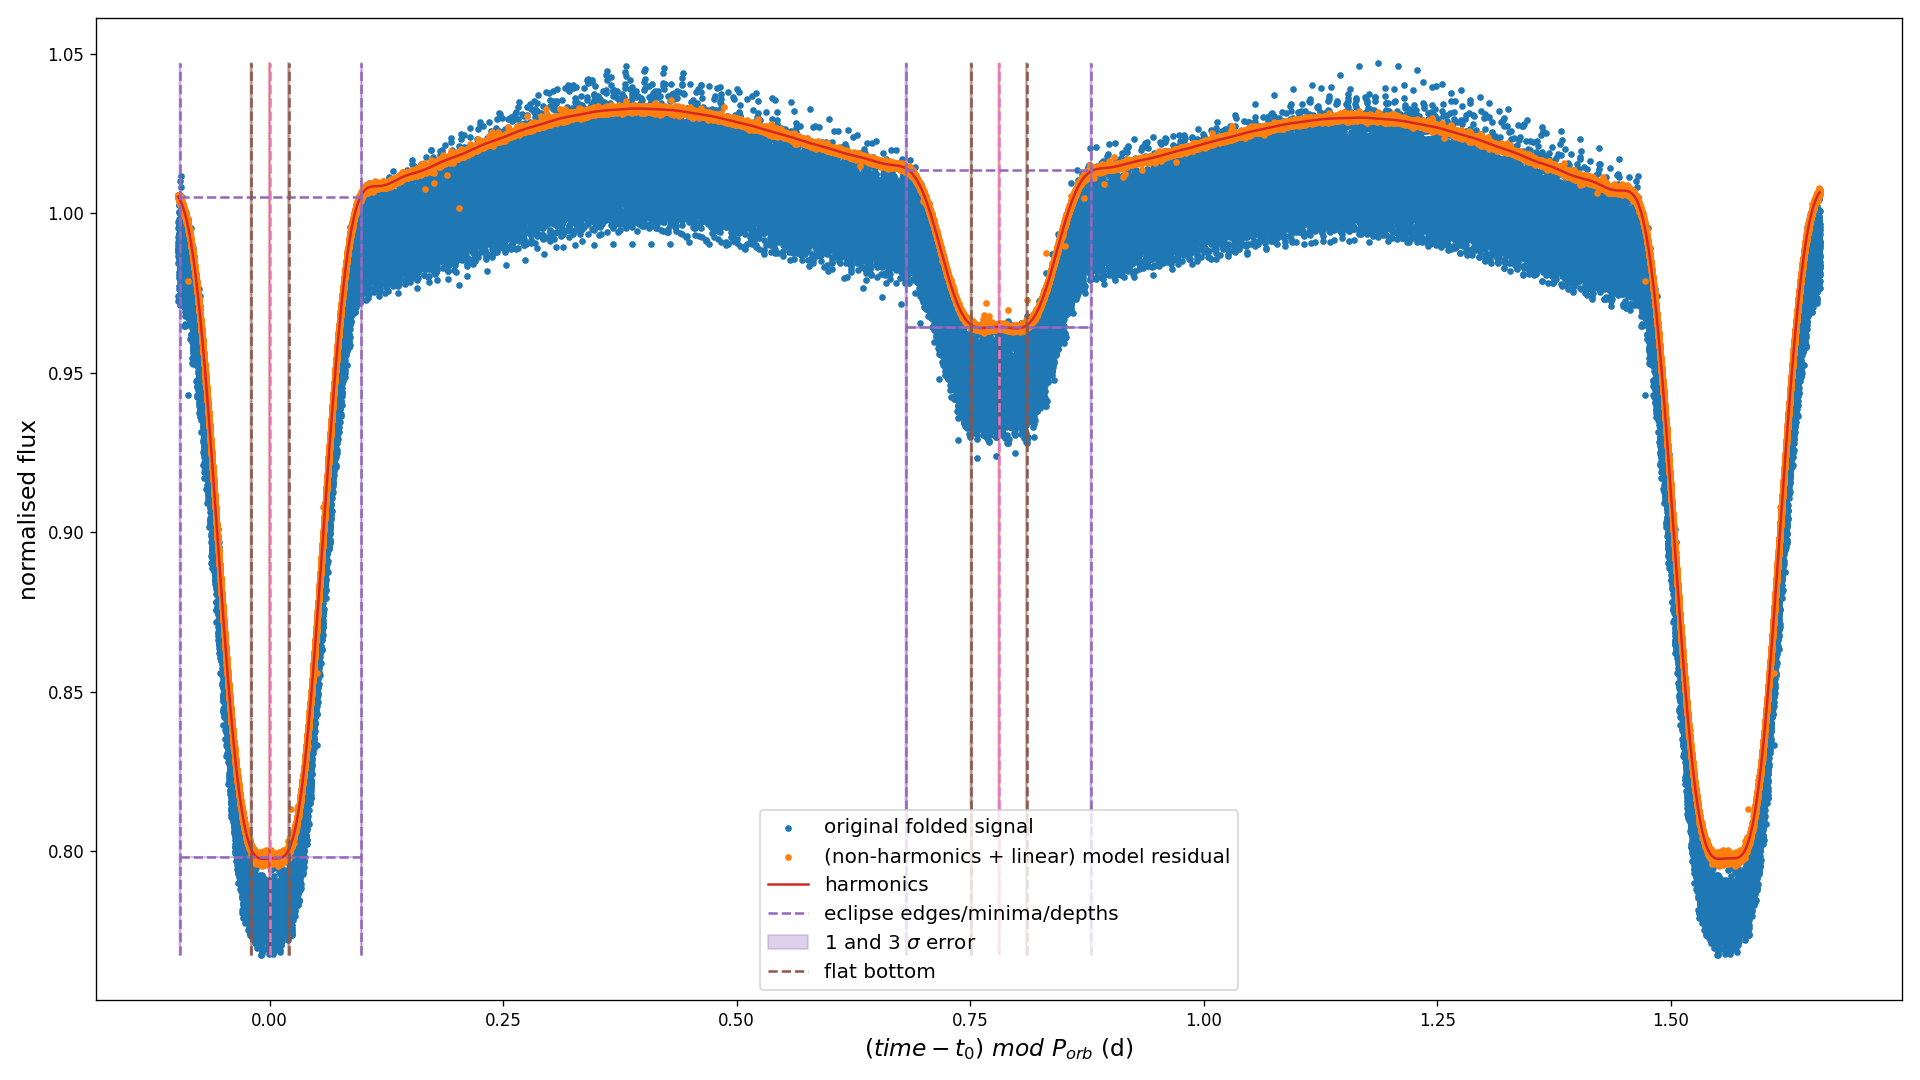 1.05
1.00
0.95
0.90
0.85
0.80
normalised flux
original folded signal
(non-harmonics + linear) model residual
harmonics
eclipse edges/minima/depths
1 and 3 σ error
flat bottom
0.00 0.25 0.50 0.75 1.00 1.25 1.50
(time − t₀) mod Pₒᵣb (d)